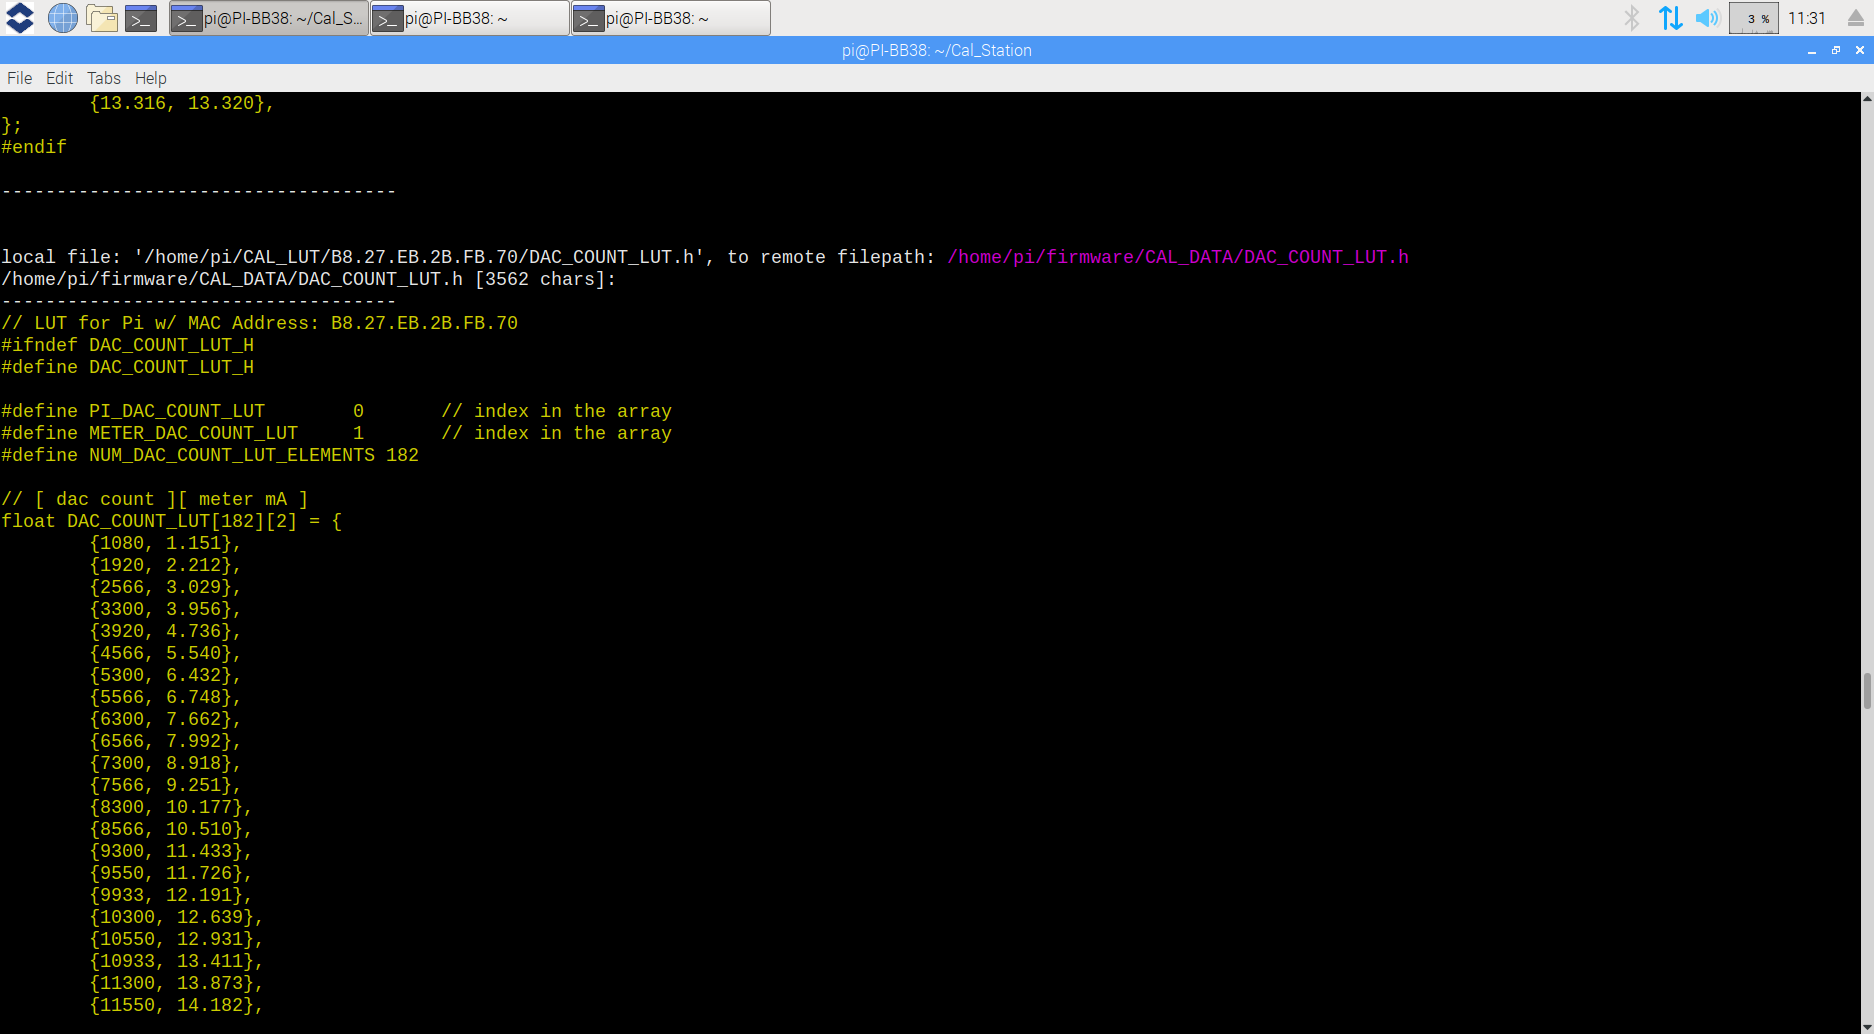 pi@PI-BB38: ~/Cal_S...
pi@PI-BB38: ~
pi@PI-BB38: ~
3 %
11:31
pi@PI-BB38: ~/Cal_Station
File Edit Tabs Help
{13.316, 13.320},
};
#endif
------------------------------------
local file: '/home/pi/CAL_LUT/B8.27.EB.2B.FB.70/DAC_COUNT_LUT.h', to remote filepath: /home/pi/firmware/CAL_DATA/DAC_COUNT_LUT.h
/home/pi/firmware/CAL_DATA/DAC_COUNT_LUT.h [3562 chars]:
------------------------------------
// LUT for Pi w/ MAC Address: B8.27.EB.2B.FB.70
#ifndef DAC_COUNT_LUT_H
#define DAC_COUNT_LUT_H
#define PI_DAC_COUNT_LUT        0       // index in the array
#define METER_DAC_COUNT_LUT     1       // index in the array
#define NUM_DAC_COUNT_LUT_ELEMENTS 182
// [ dac count ][ meter mA ]
float DAC_COUNT_LUT[182][2] = {
{1080, 1.151},
{1920, 2.212},
{2566, 3.029},
{3300, 3.956},
{3920, 4.736},
{4566, 5.540},
{5300, 6.432},
{5566, 6.748},
{6300, 7.662},
{6566, 7.992},
{7300, 8.918},
{7566, 9.251},
{8300, 10.177},
{8566, 10.510},
{9300, 11.433},
{9550, 11.726},
{9933, 12.191},
{10300, 12.639},
{10550, 12.931},
{10933, 13.411},
{11300, 13.873},
{11550, 14.182},